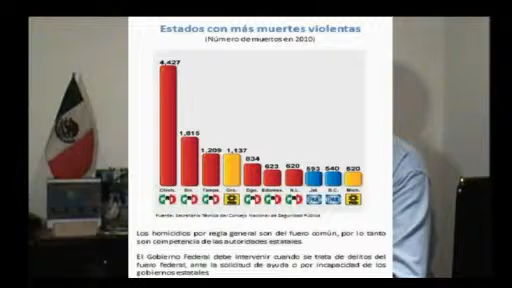 Estados con más muertes violentas
(Número de muertos en 2010)
4,427
1,815
1,209
1,137
834
623
620
593
540
520
Chih. Sin. Tamps. Gro. Dgo. Edomex. N.L. Jal. B.C. Mich.
Fuente: Secretariado Técnico del Consejo Nacional de Seguridad Pública
Los homicidios por regla general son del fuero común, por lo tanto
son competencia de las autoridades estatales.
El Gobierno Federal debe intervenir cuando se trata de delitos del
fuero federal, ante la solicitud de ayuda o por incapacidad de los
gobiernos estatales